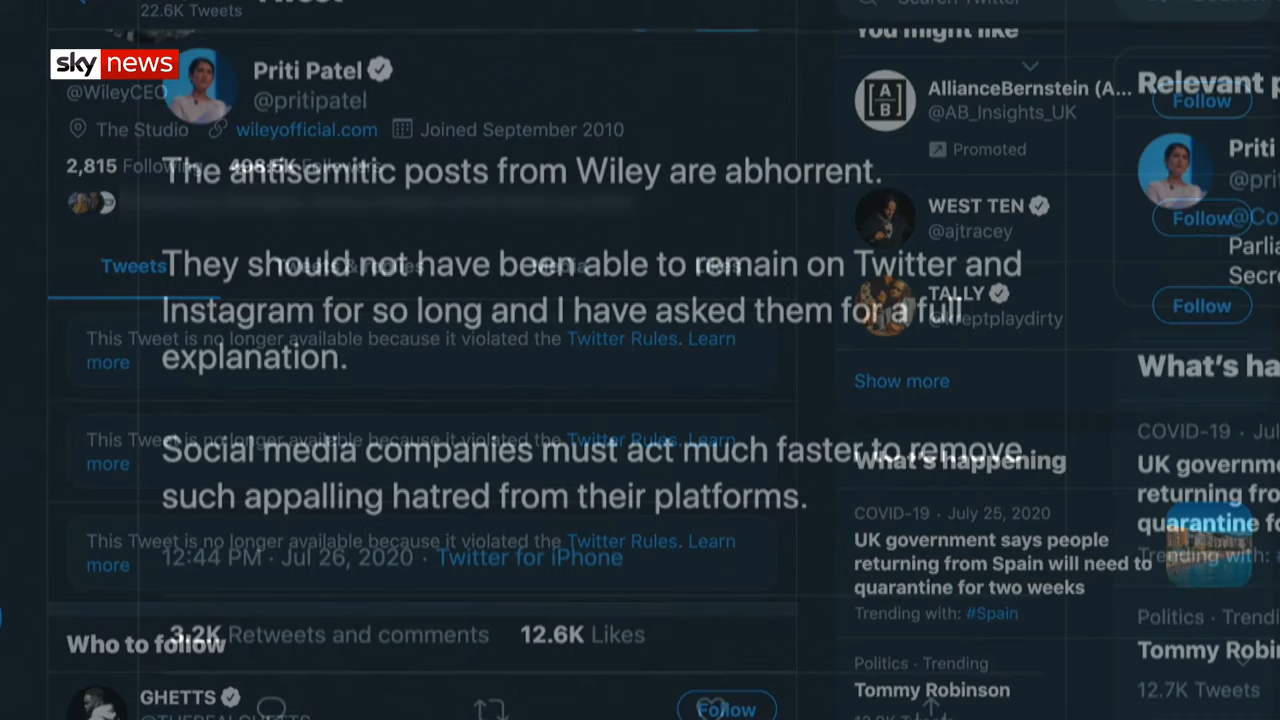 22.6K Tweets
sky news
Priti Patel
@pritipatel
@WileyCEO
The Studio
wileyofficial.com
Joined September 2010
2,815 Following 498.5K Followers
The antisemitic posts from Wiley are abhorrent.
They should not have been able to remain on Twitter and
Instagram for so long and I have asked them for a full
explanation.
Social media companies must act much faster to remove
such appalling hatred from their platforms.
12:44 PM · Jul 26, 2020 · Twitter for iPhone
3.2K Retweets and comments 12.6K Likes
Tweets Tweets & replies Media Likes
This Tweet is no longer available because it violated the Twitter Rules. Learn
more
This Tweet is no longer available because it violated the Twitter Rules. Learn
more
This Tweet is no longer available because it violated the Twitter Rules. Learn
more
Who to follow
GHETTS
Follow
Search Twitter
You might like
AllianceBernstein (A...
@AB_Insights_UK
Promoted
Follow
WEST TEN
@ajtracey
Follow
TALLY
@kreptplaydirty
Follow
Show more
What's happening
COVID-19 · July 25, 2020
UK government says people
returning from Spain will need to
quarantine for two weeks
Trending with: #Spain
Politics · Trending
Tommy Robinson
Relevant p
Priti
@prit
@Co
Parlia
Secre
What's ha
COVID-19 · Jul
UK governme
returning fro
quarantine fo
Trending with:
Politics · Trendi
Tommy Robin
12.7K Tweets